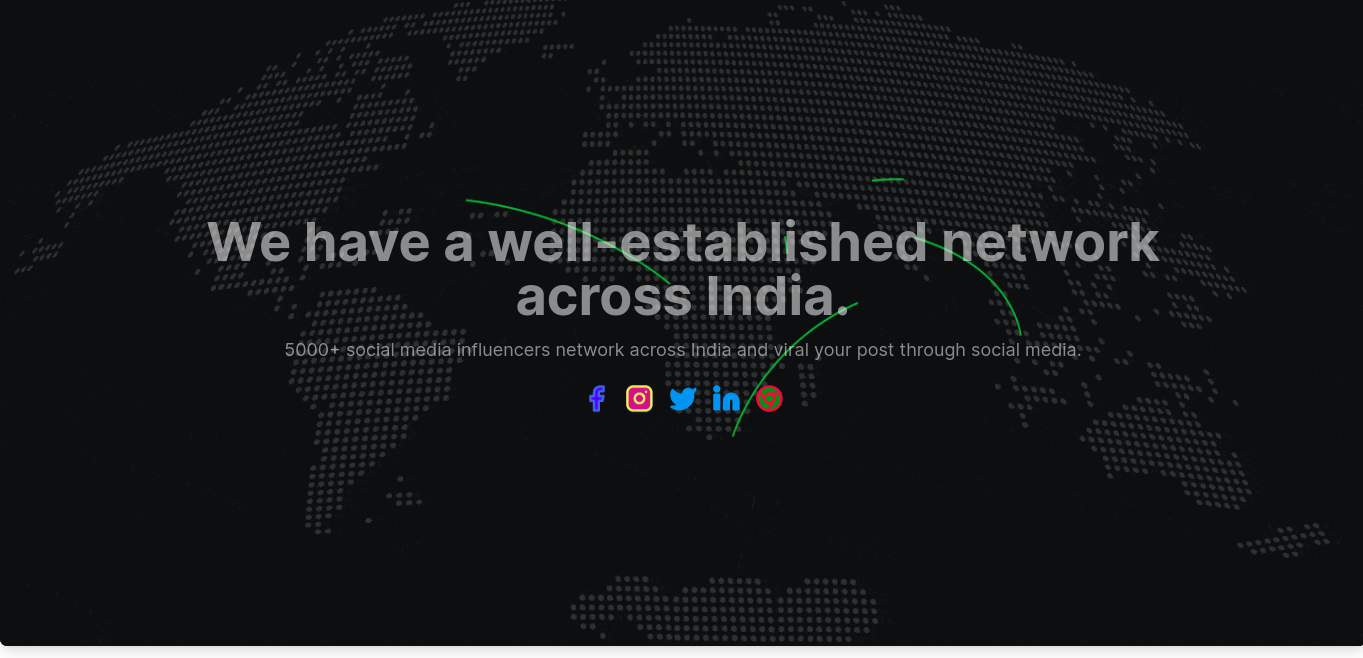 We have a well-established network
across India.
5000+ social media influencers network across India and viral your post through social media.